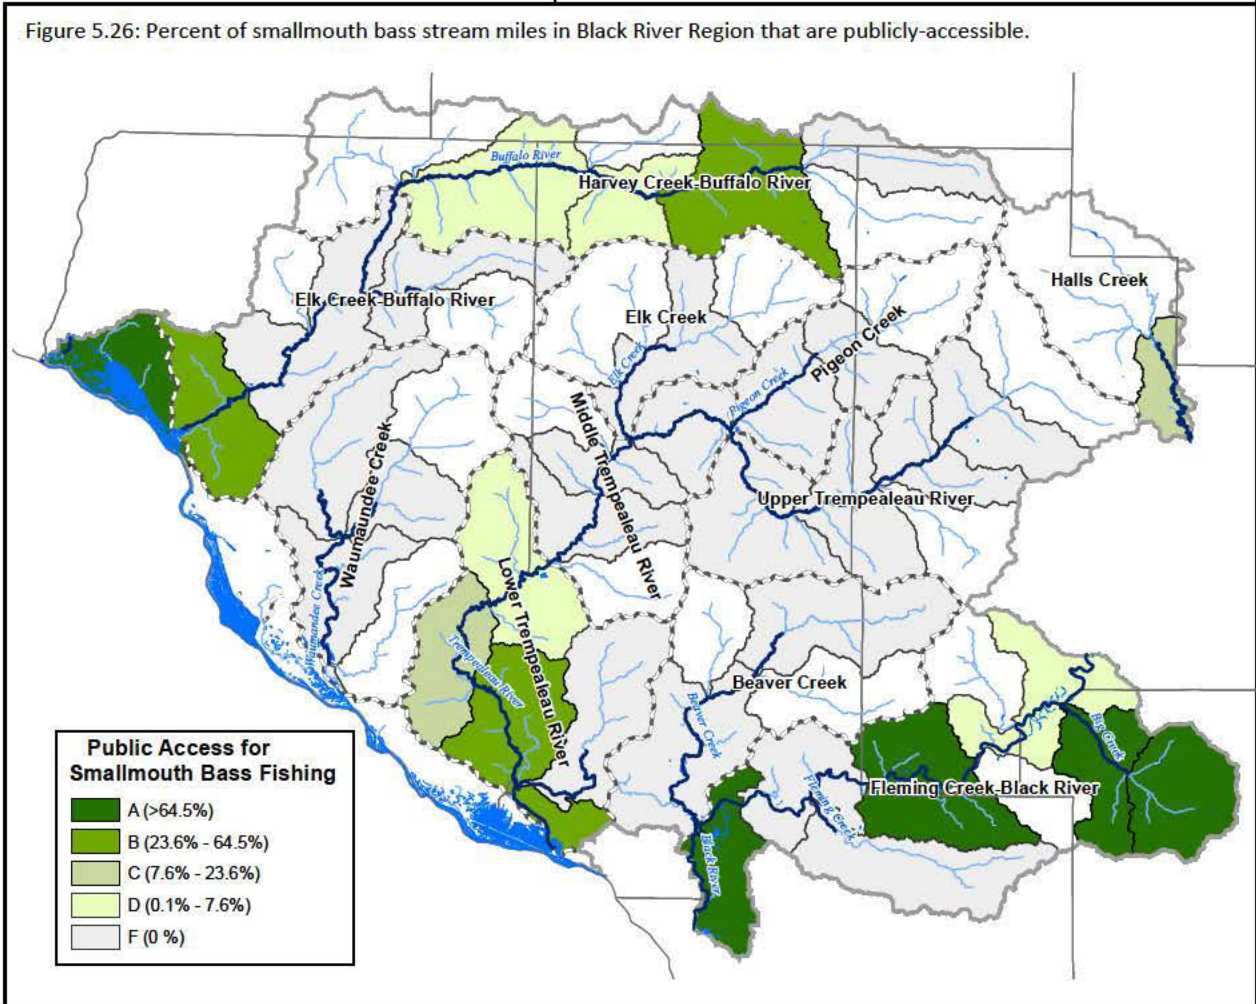 Figure 5.26: Percent of smallmouth bass stream miles in Black River Region that are publicly-accessible.
Buffalo River
Harvey Creek-Buffalo River
Halls Creek
Elk Creek-Buffalo River
Elk Creek
Elk Creek
Pigeon Creek
Pigeon Creek
Middle Trempealeau River
Waumaundee Creek
Upper Trempealeau River
Waumandee Creek
Lower Trempealeau River
Trempealeau River
Beaver Creek
Beaver Creek
Big Creek
Fleming Creek-Black River
Fleming Creek
Black River
Public Access for
Smallmouth Bass Fishing
A (>64.5%)
B (23.6% - 64.5%)
C (7.6% - 23.6%)
D (0.1% - 7.6%)
F (0 %)